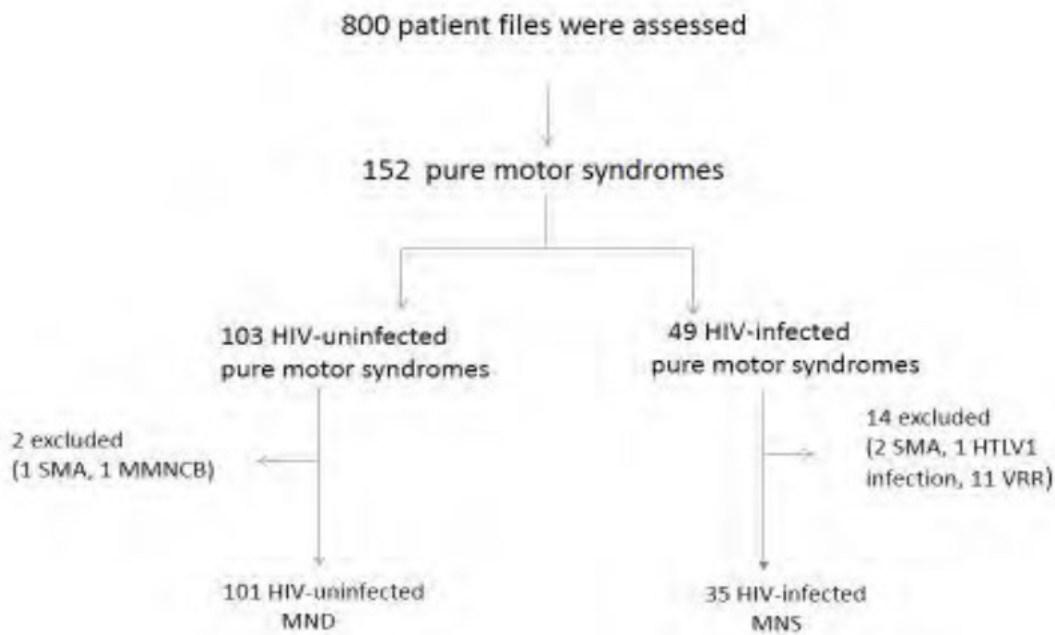 800 patient files were assessed
152 pure motor syndromes
103 HIV-uninfected
pure motor syndromes
49 HIV-infected
pure motor syndromes
2 excluded
(1 SMA, 1 MMNCB)
14 excluded
(2 SMA, 1 HTLV1
infection, 11 VRR)
101 HIV-uninfected
MND
35 HIV-infected
MNS